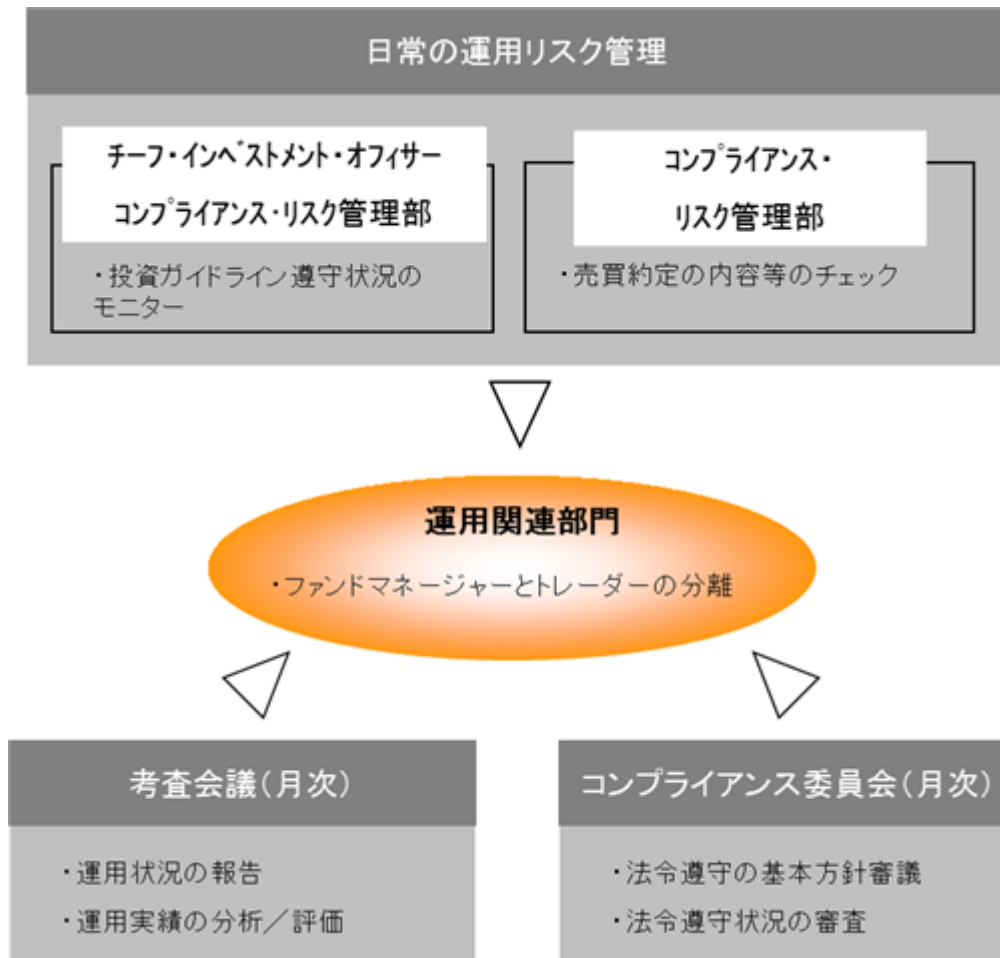 日常の運用リスク管理
チーフ・インベストメント・オフィサー
コンプライアンス・リスク管理部
・投資ガイドライン遵守状況の
モニター
コンプライアンス・
リスク管理部
・売買約定の内容等のチェック
運用関連部門
・ファンドマネージャーとトレーダーの分離
考査会議(月次)
・運用状況の報告
・運用実績の分析/評価
コンプライアンス委員会(月次)
・法令遵守の基本方針審議
・法令遵守状況の審査